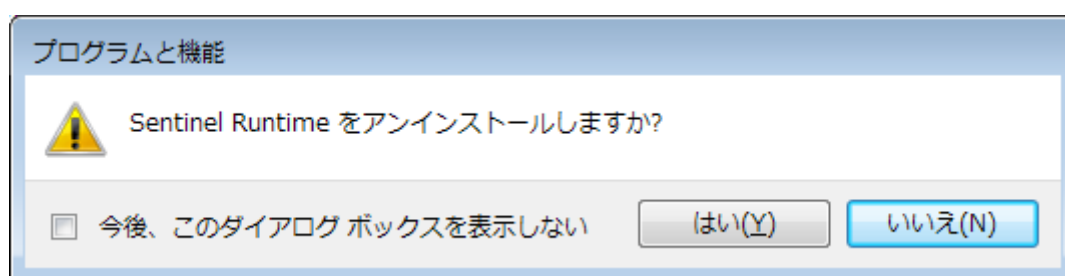 プログラムと機能
Sentinel Runtime をアンインストールしますか?
今後、このダイアログ ボックスを表示しない
はい(Y)
いいえ(N)